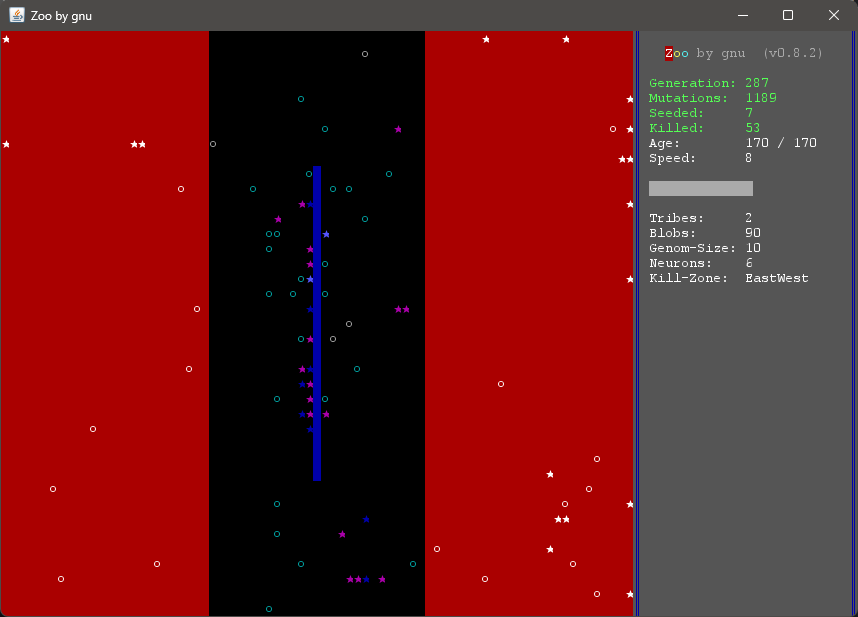 Zoo by gnu
Zoo by gnu (v0.8.2)
Generation: 287
Mutations: 1189
Seeded: 7
Killed: 53
Age: 170 / 170
Speed: 8
Tribes: 2
Blobs: 90
Genom-Size: 10
Neurons: 6
Kill-Zone: EastWest